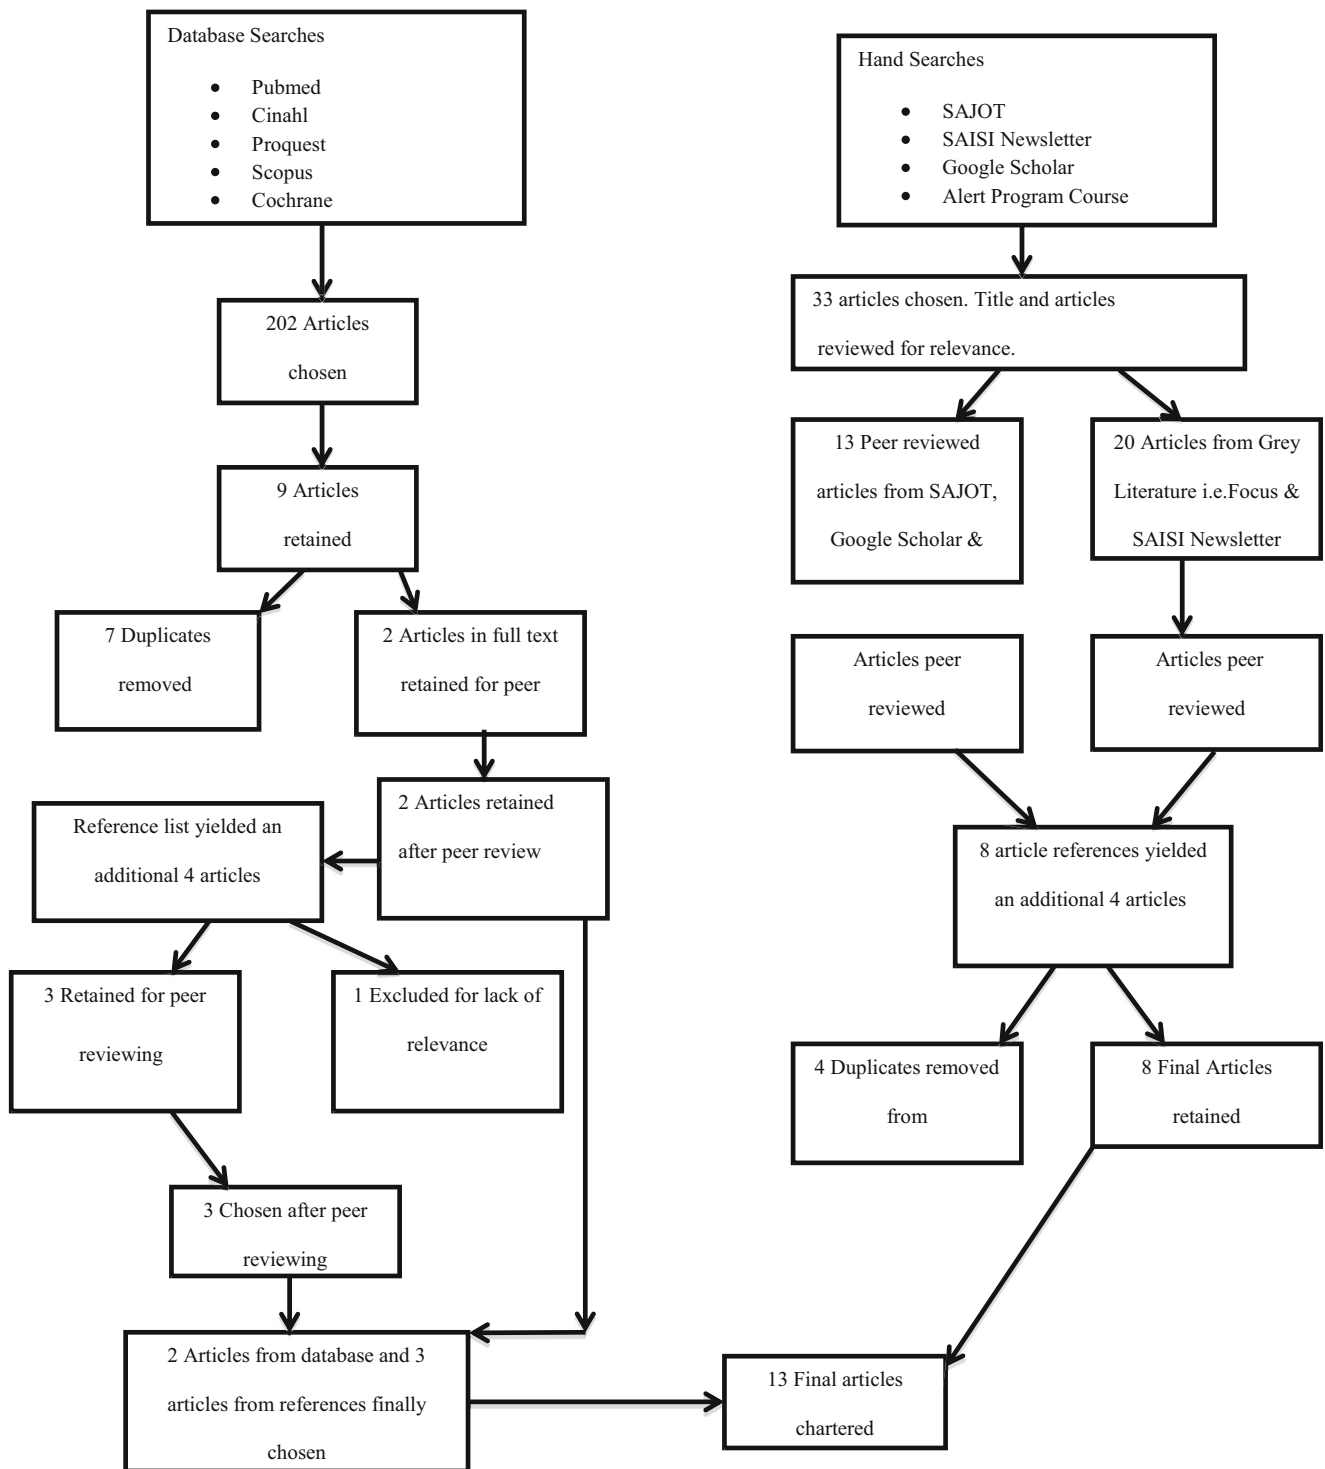 Database Searches
• Pubmed
• Cinahl
• Proquest
• Scopus
• Cochrane
202 Articles
chosen
9 Articles
retained
7 Duplicates
removed
2 Articles in full text
retained for peer
2 Articles retained
after peer review
Reference list yielded an
additional 4 articles
3 Retained for peer
reviewing
1 Excluded for lack of
relevance
3 Chosen after peer
reviewing
2 Articles from database and 3
articles from references finally
chosen
Hand Searches
• SAJOT
• SAISI Newsletter
• Google Scholar
• Alert Program Course
33 articles chosen. Title and articles
reviewed for relevance.
13 Peer reviewed
articles from SAJOT,
Google Scholar &
20 Articles from Grey
Literature i.e.Focus &
SAISI Newsletter
Articles peer
reviewed
Articles peer
reviewed
8 article references yielded
an additional 4 articles
4 Duplicates removed
from
8 Final Articles
retained
13 Final articles
chartered